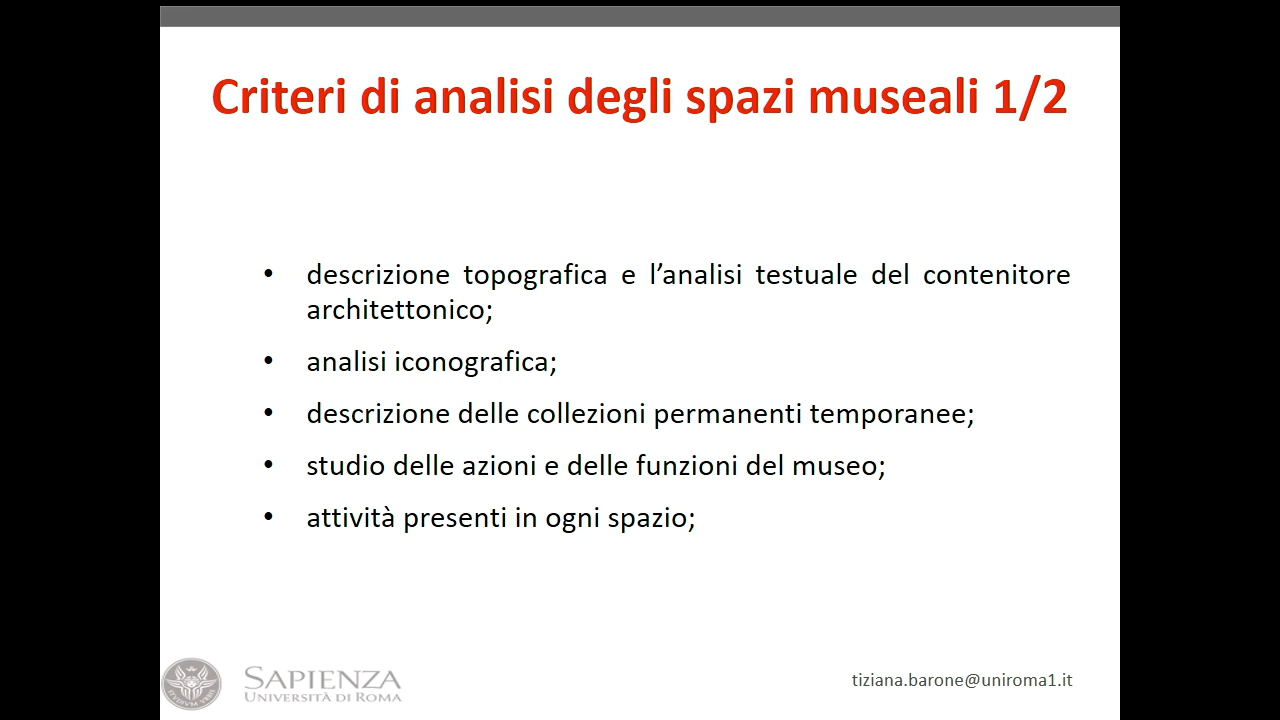 Criteri di analisi degli spazi museali 1/2
• descrizione topografica e l’analisi testuale del contenitore
architettonico;
• analisi iconografica;
• descrizione delle collezioni permanenti temporanee;
• studio delle azioni e delle funzioni del museo;
• attività presenti in ogni spazio;
SAPIENZA
UNIVERSITÀ DI ROMA
tiziana.barone@uniroma1.it